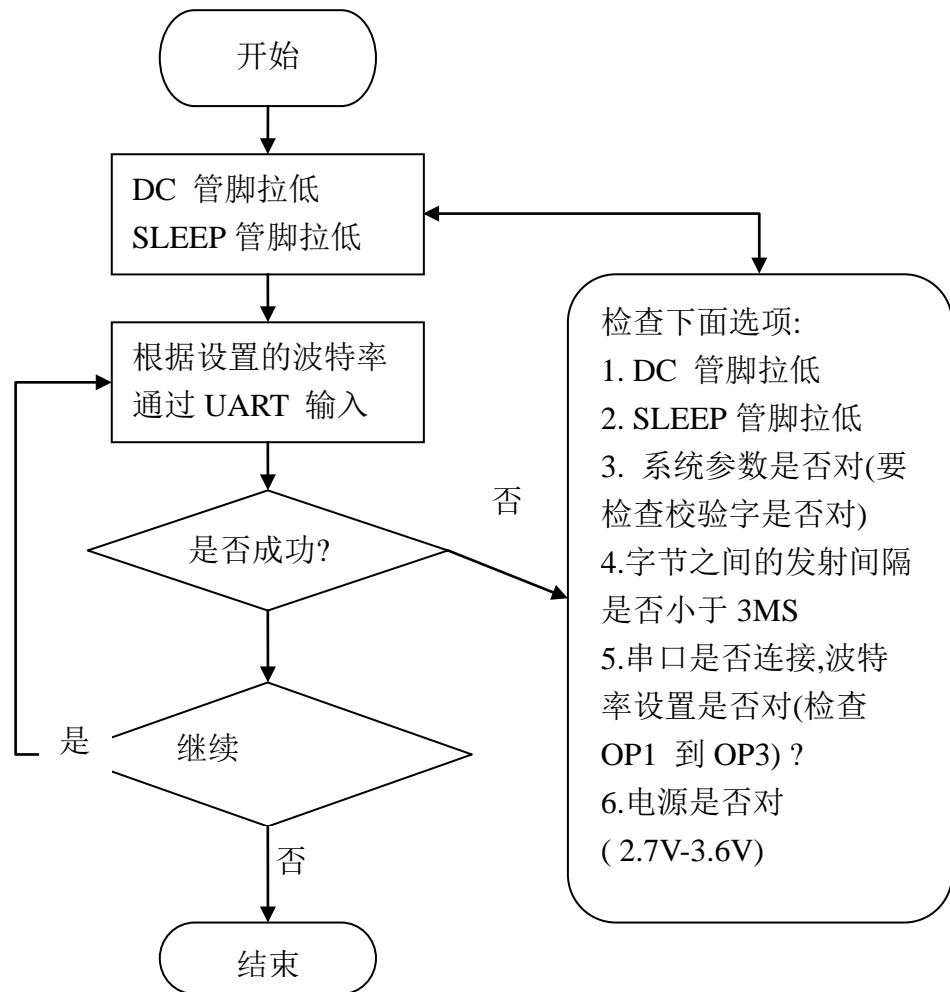 开始
DC 管脚拉低
SLEEP 管脚拉低
根据设置的波特率
通过 UART 输入
是否成功?
否
继续
是
否
结束
检查下面选项:
1. DC 管脚拉低
2. SLEEP 管脚拉低
3. 系统参数是否对(要
检查校验字是否对)
4.字节之间的发射间隔
是否小于 3MS
5.串口是否连接,波特
率设置是否对(检查
OP1 到 OP3) ?
6.电源是否对
( 2.7V-3.6V)